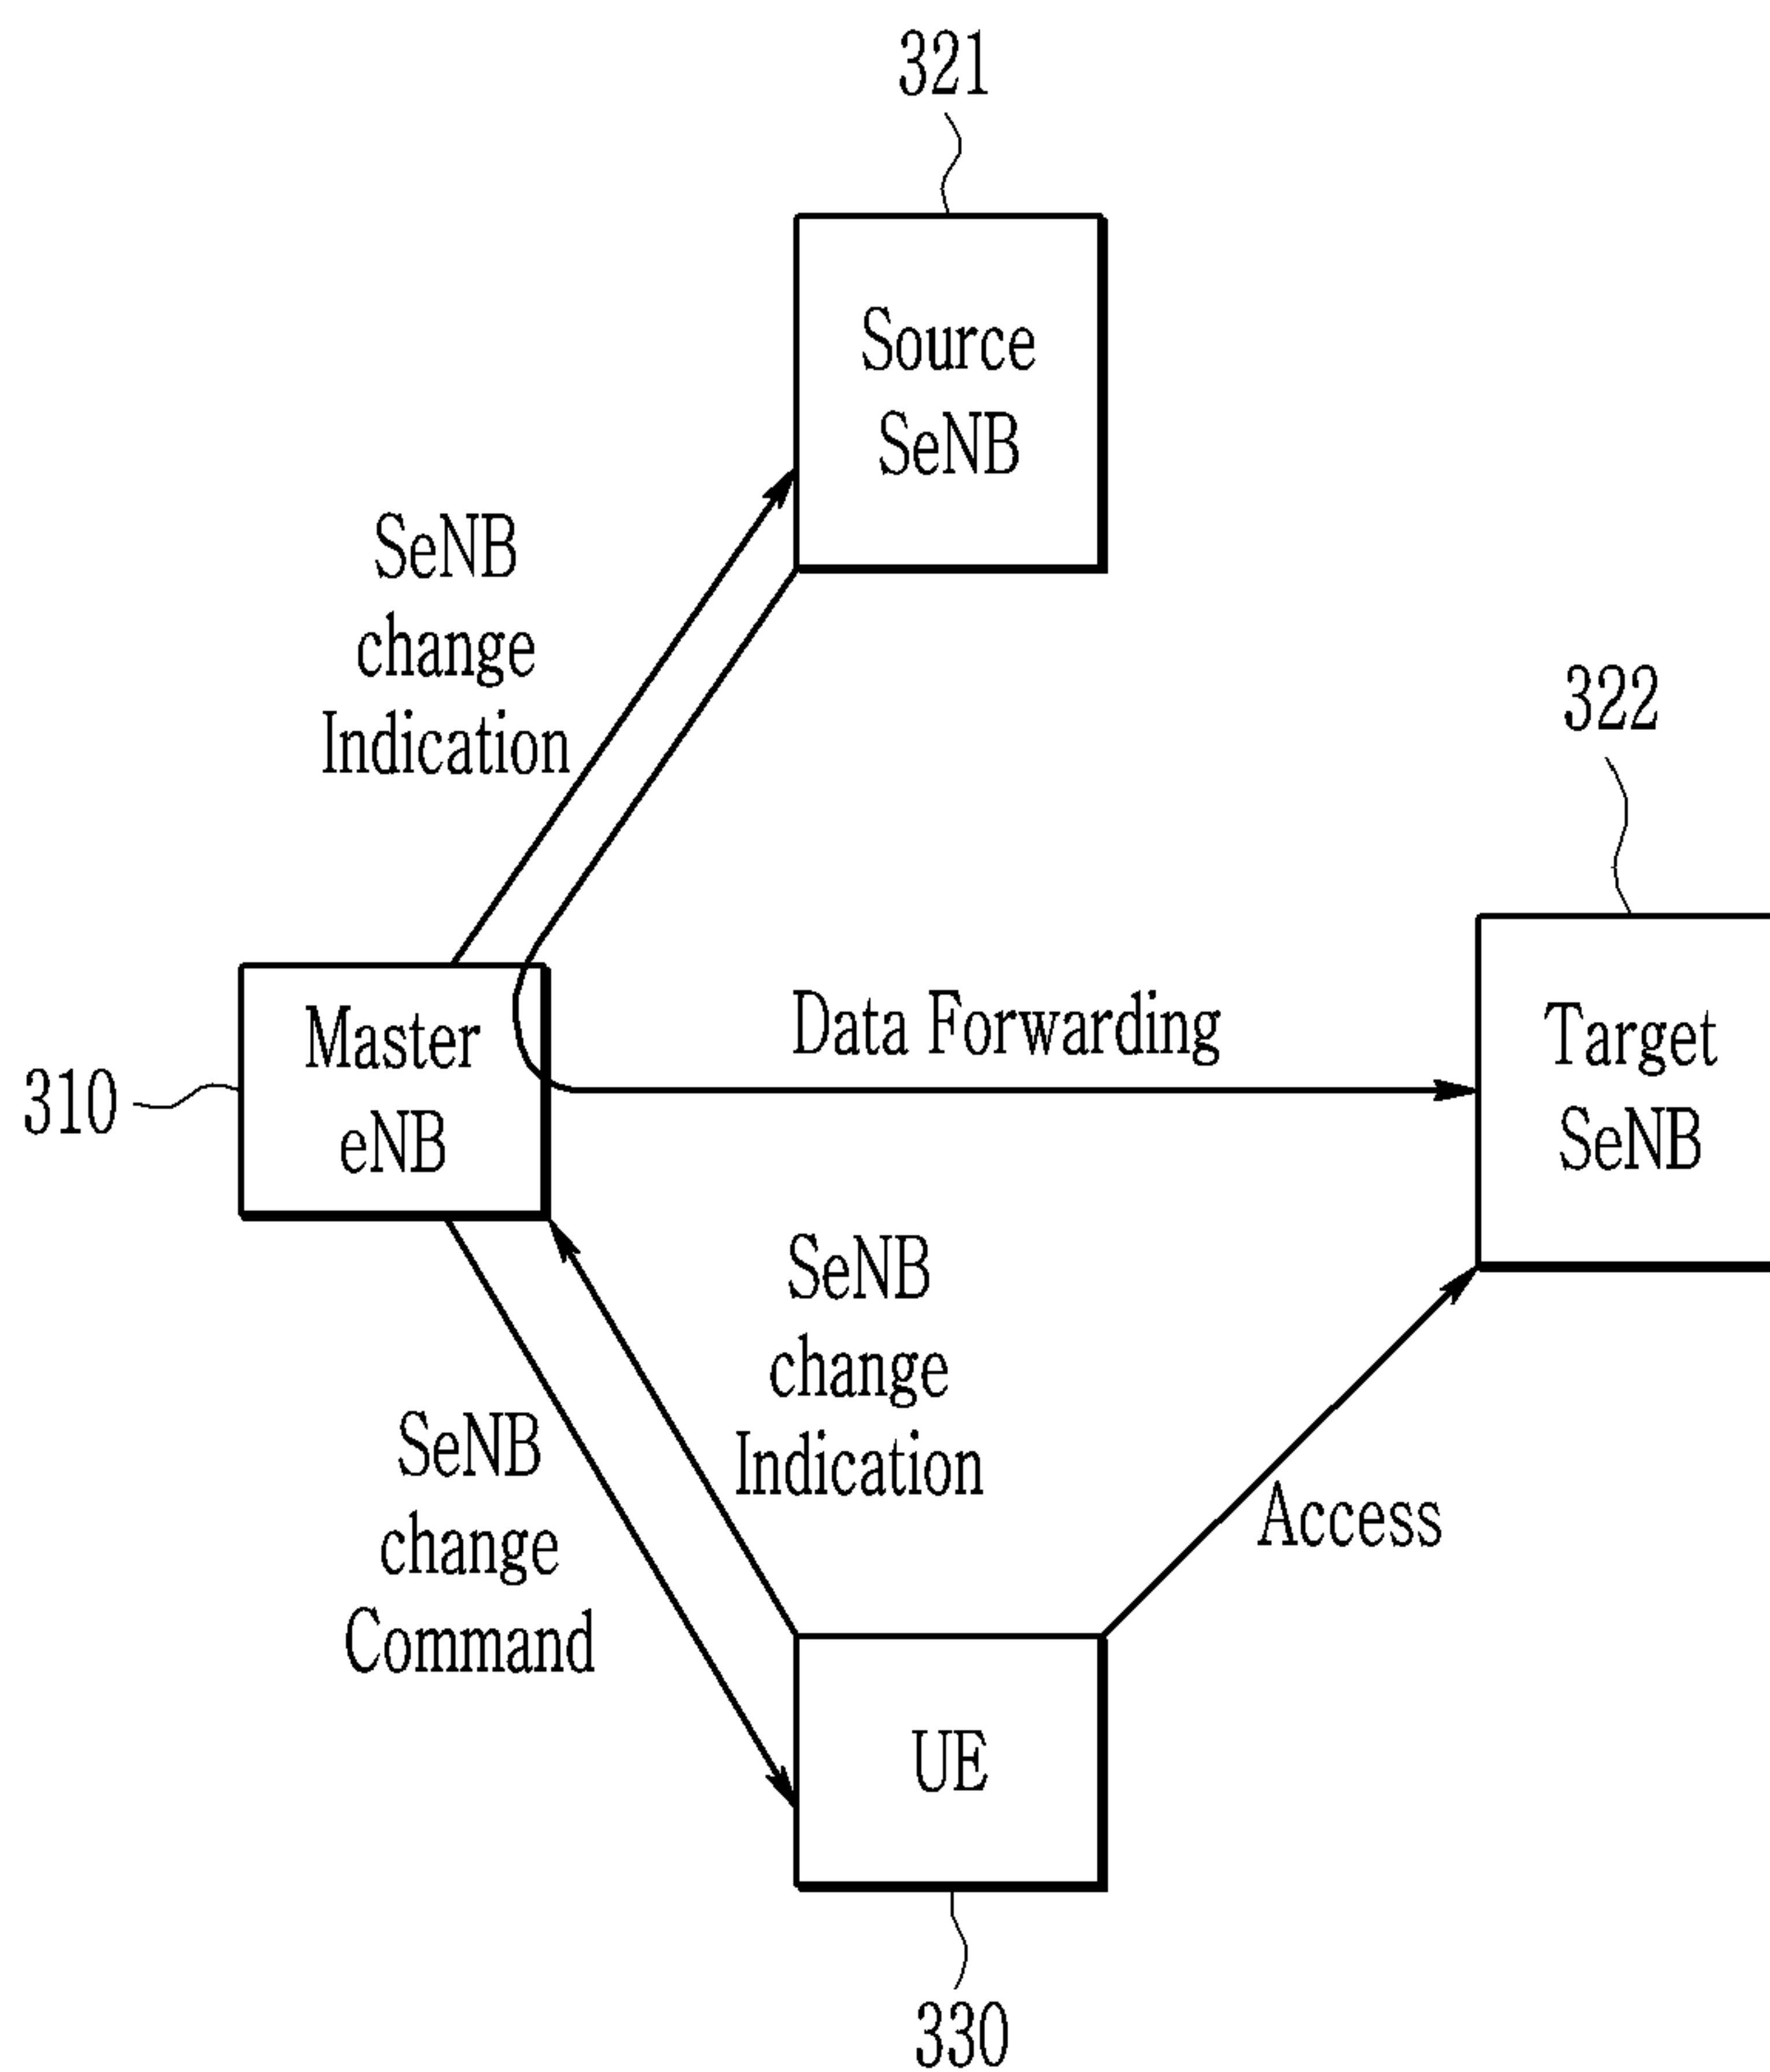 321
Source
SeNB
SeNB
change
Indication
322
Master
eNB
310
Data Forwarding
Target
SeNB
SeNB
change
Indication
SeNB
change
Command
Access
UE
330